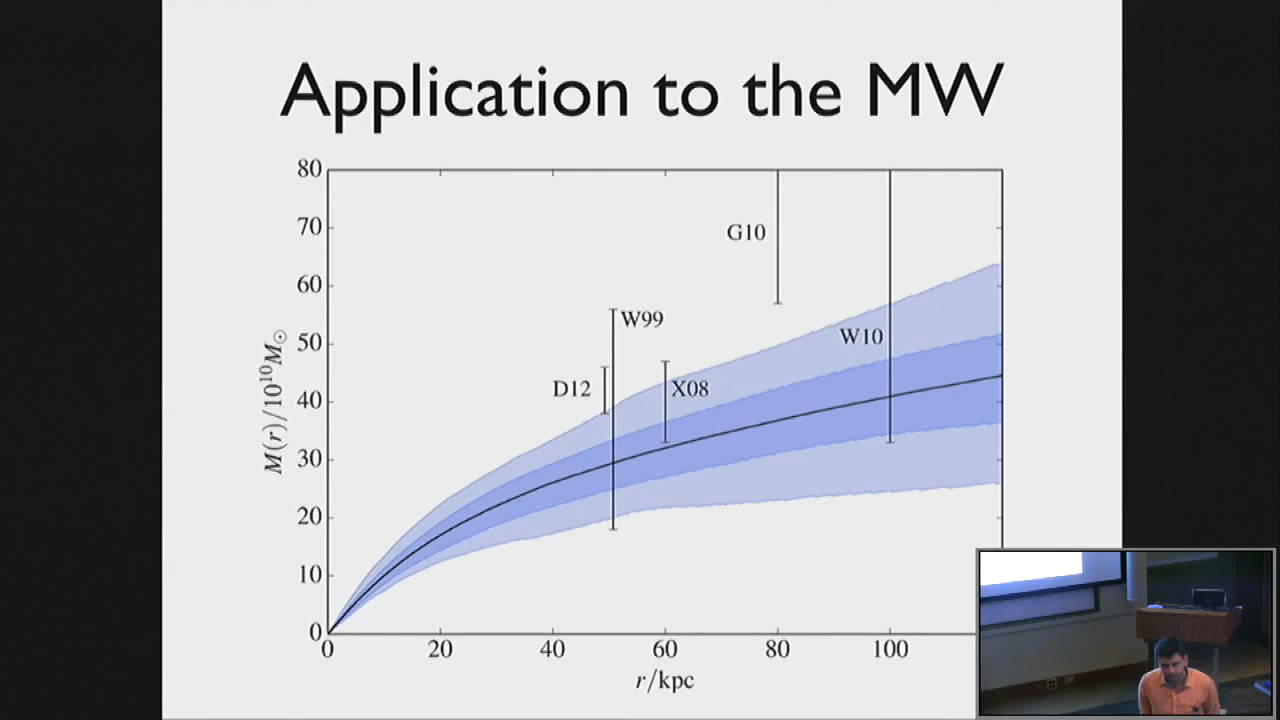 Application to the MW
80
70
60
50
40
30
20
10
0
M(r)/10¹⁰M☉
G10
W99
W10
D12
X08
0 20 40 60 80 100
r/kpc